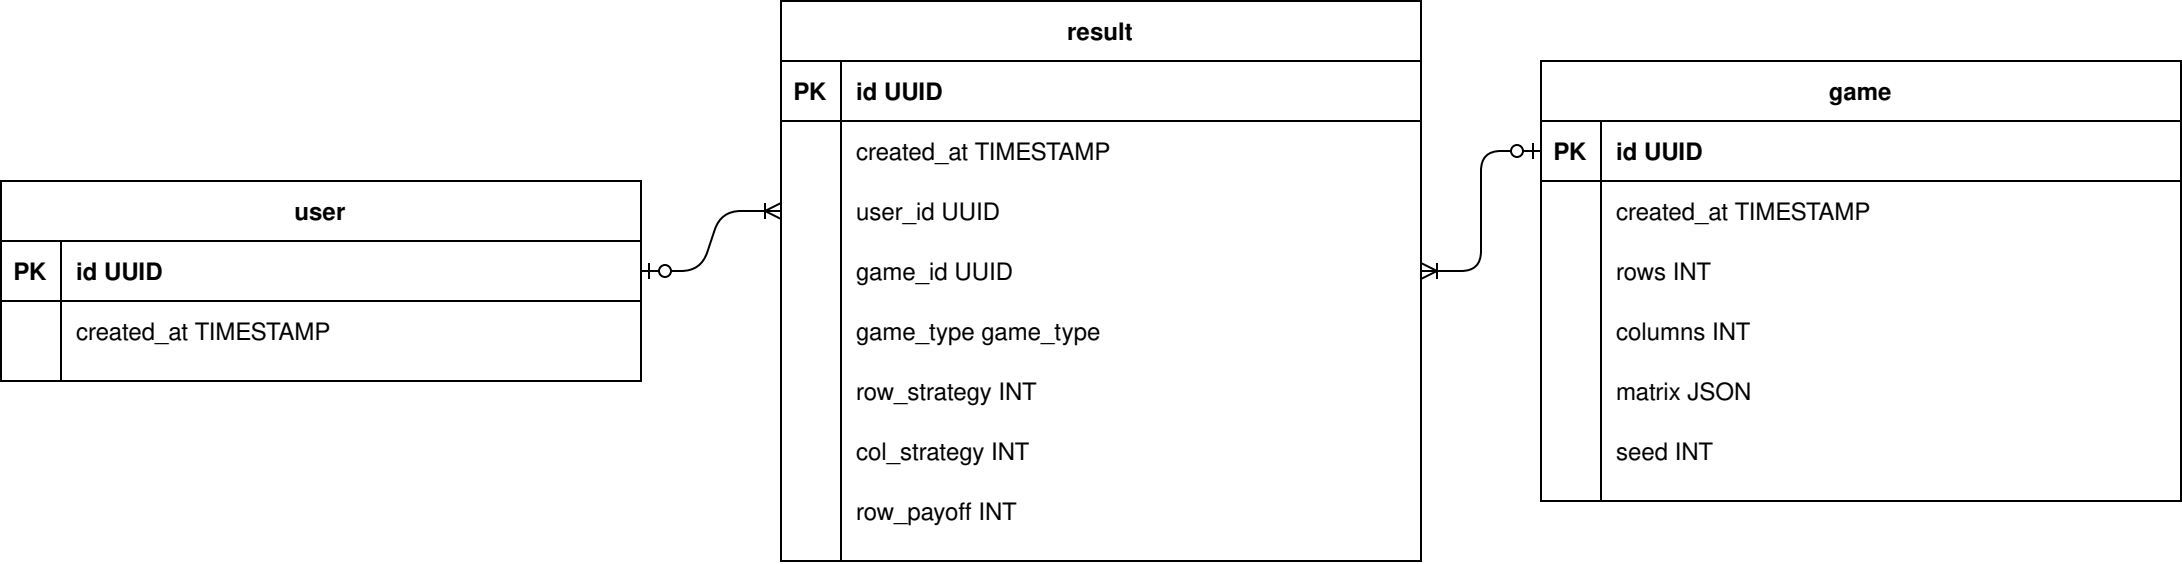 user
PK id UUID
created_at TIMESTAMP
result
PK id UUID
created_at TIMESTAMP
user_id UUID
game_id UUID
game_type game_type
row_strategy INT
col_strategy INT
row_payoff INT
game
PK id UUID
created_at TIMESTAMP
rows INT
columns INT
matrix JSON
seed INT